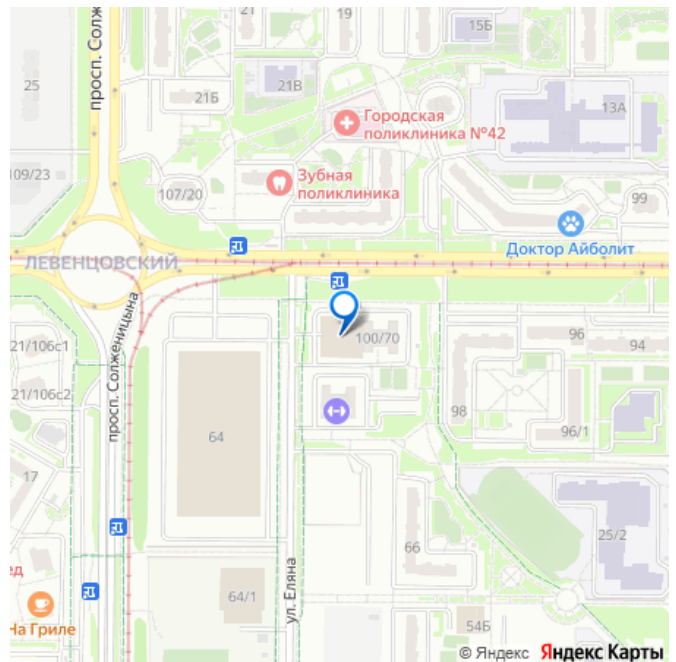 просп. Солже
21
19
15Б
25
21Б
21В
13А
Городская
поликлиника №42
Зубная
поликлиника
109/23
107/20
99
Доктор Айболит
ЛЕВЕНЦОВСКИЙ
просп. Солженицына
21/106с1
100/70
96
94
21/106с2
98
96/1
64
17
25/2
66
ед
64/1
ул. Еляна
На Гриле
54Б
© Яндекс Яндекс Карты